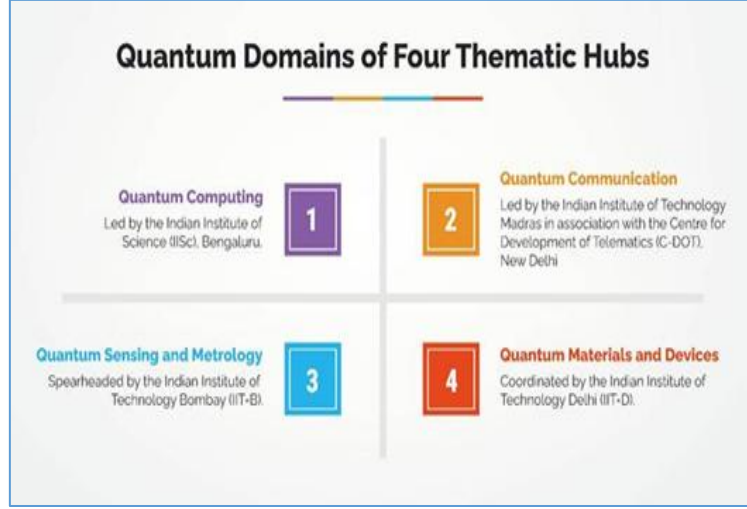 Quantum Domains of Four Thematic Hubs
Quantum Computing
Led by the Indian Institute of
Science (IISc), Bengaluru.
1
2
Quantum Communication
Led by the Indian Institute of Technology
Madras in association with the Centre for
Development of Telematics (C-DOT),
New Delhi
Quantum Sensing and Metrology
Spearheaded by the Indian Institute of
Technology Bombay (IIT-B).
3
4
Quantum Materials and Devices
Coordinated by the Indian Institute of
Technology Delhi (IIT-D).